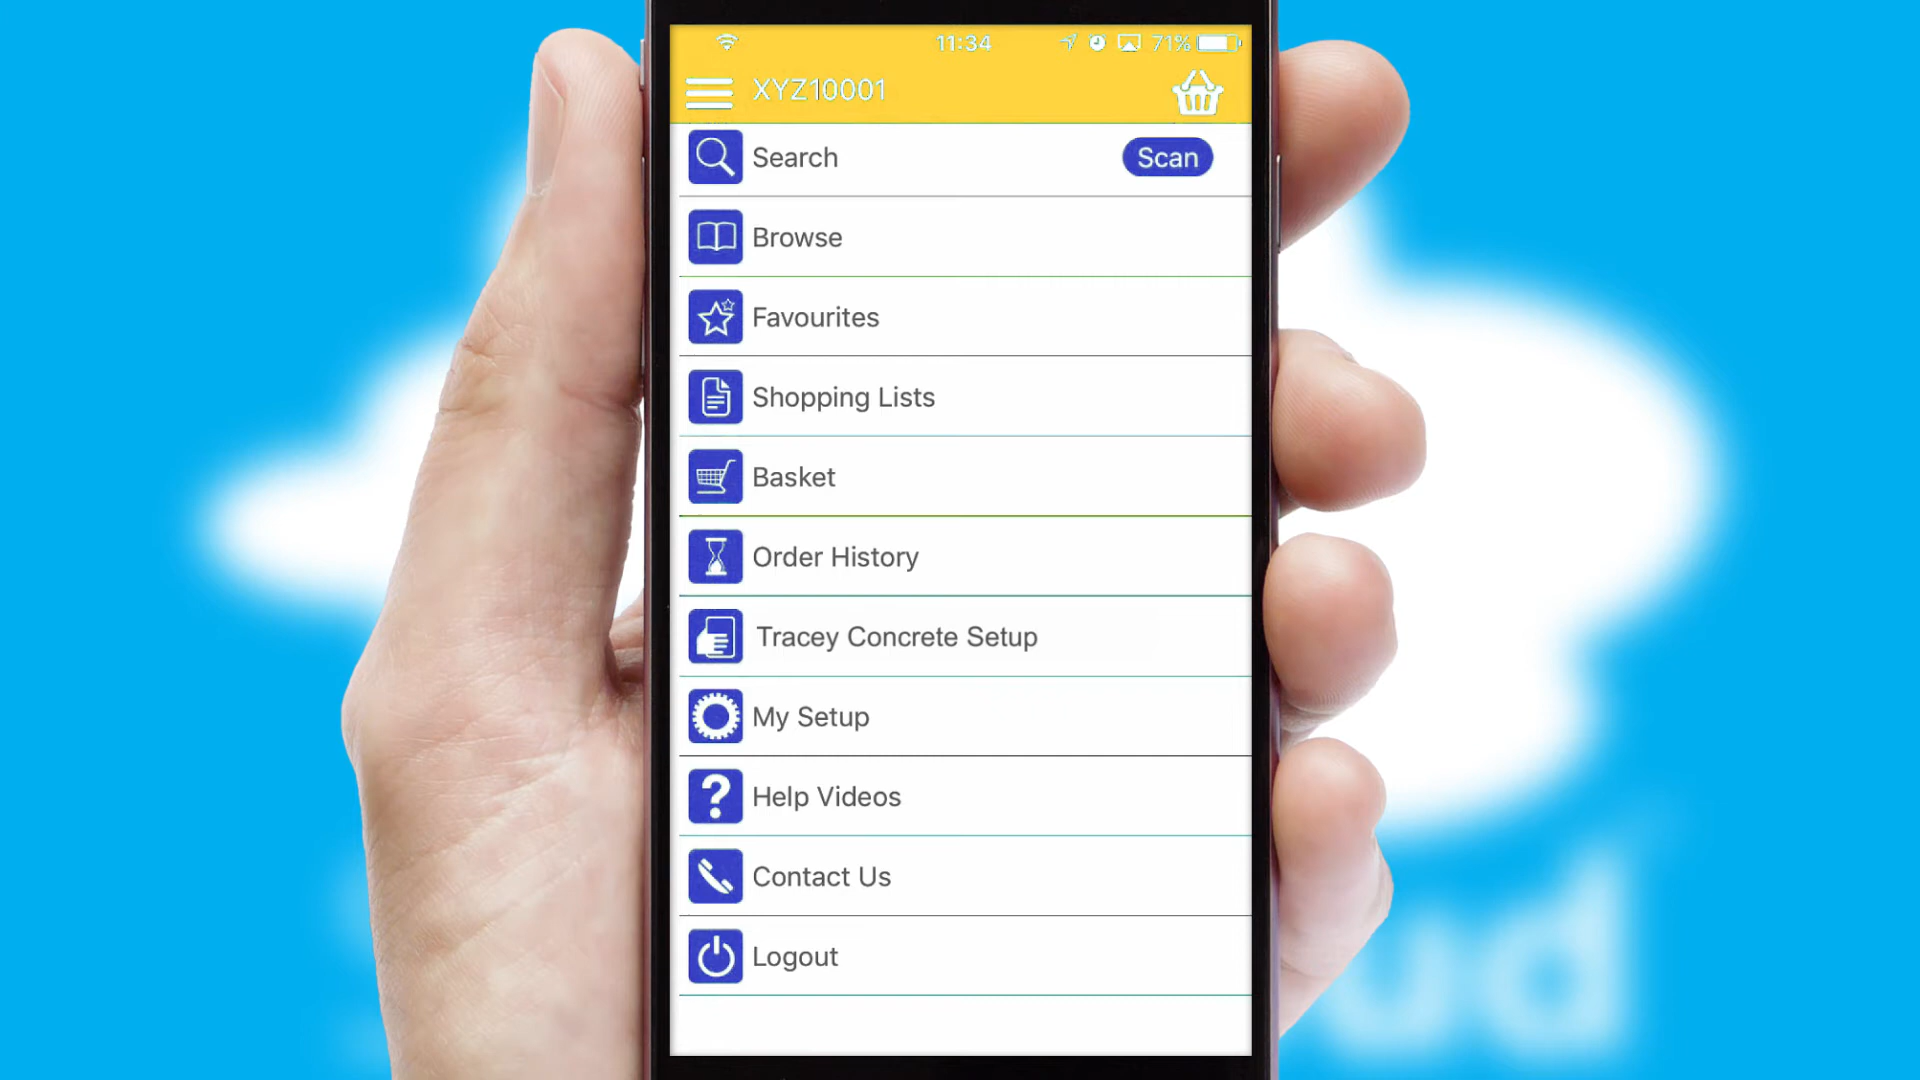 11:34
71%
XYZ10001
Search
Scan
Browse
Favourites
Shopping Lists
Basket
Order History
Tracey Concrete Setup
My Setup
Help Videos
Contact Us
Logout